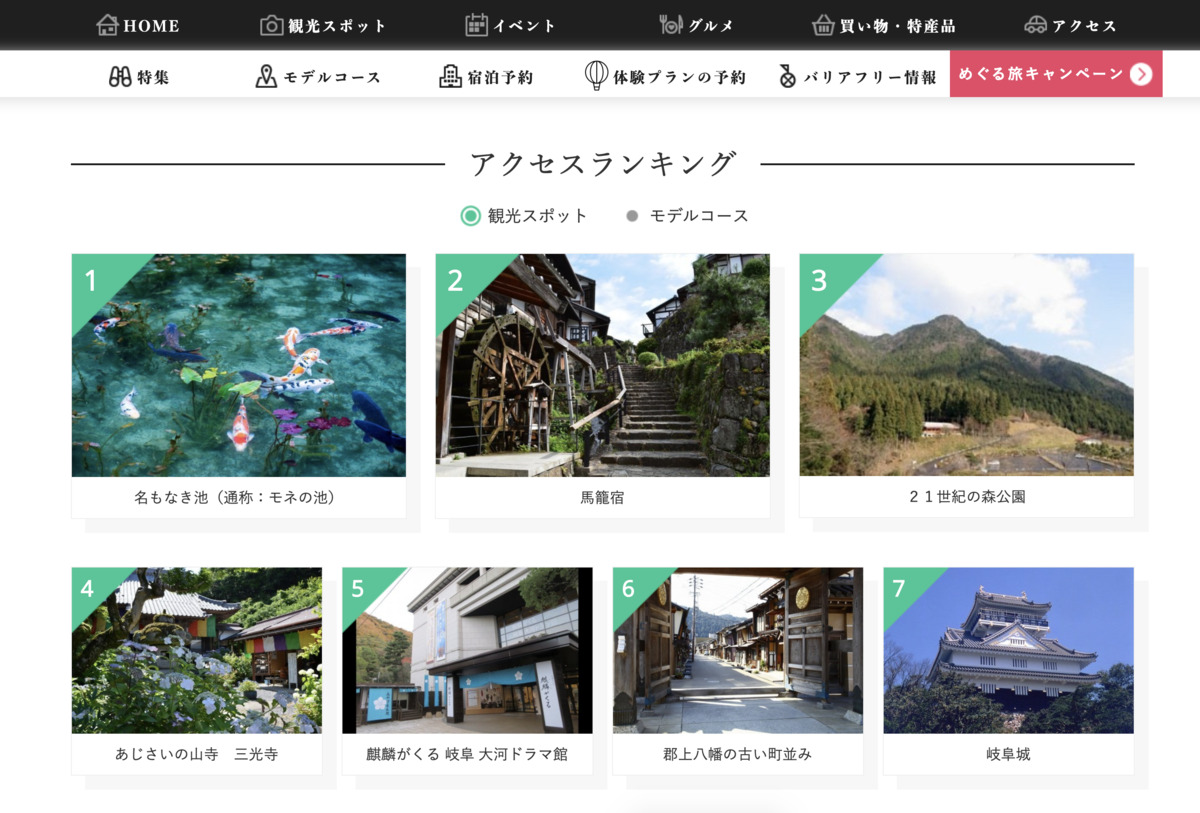 HOME 観光スポット イベント グルメ 買い物・特産品 アクセス
特集 モデルコース 宿泊予約 体験プランの予約 バリアフリー情報 めぐる旅キャンペーン
アクセスランキング
観光スポット モデルコース
1 2 3
名もなき池（通称：モネの池） 馬籠宿 ２１世紀の森公園
4 5 6 7
麒麟がくる
あじさいの山寺　三光寺 麒麟がくる 岐阜 大河ドラマ館 郡上八幡の古い町並み 岐阜城